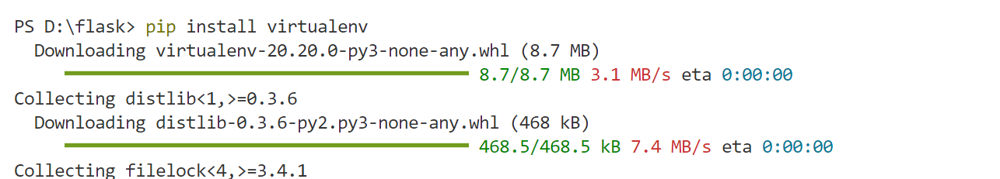 PS D:\flask> pip install virtualenv
Downloading virtualenv-20.20.0-py3-none-any.whl (8.7 MB)
8.7/8.7 MB 3.1 MB/s eta 0:00:00
Collecting distlib<1,>=0.3.6
Downloading distlib-0.3.6-py2.py3-none-any.whl (468 kB)
468.5/468.5 kB 7.4 MB/s eta 0:00:00
Collecting filelock<4,>=3.4.1